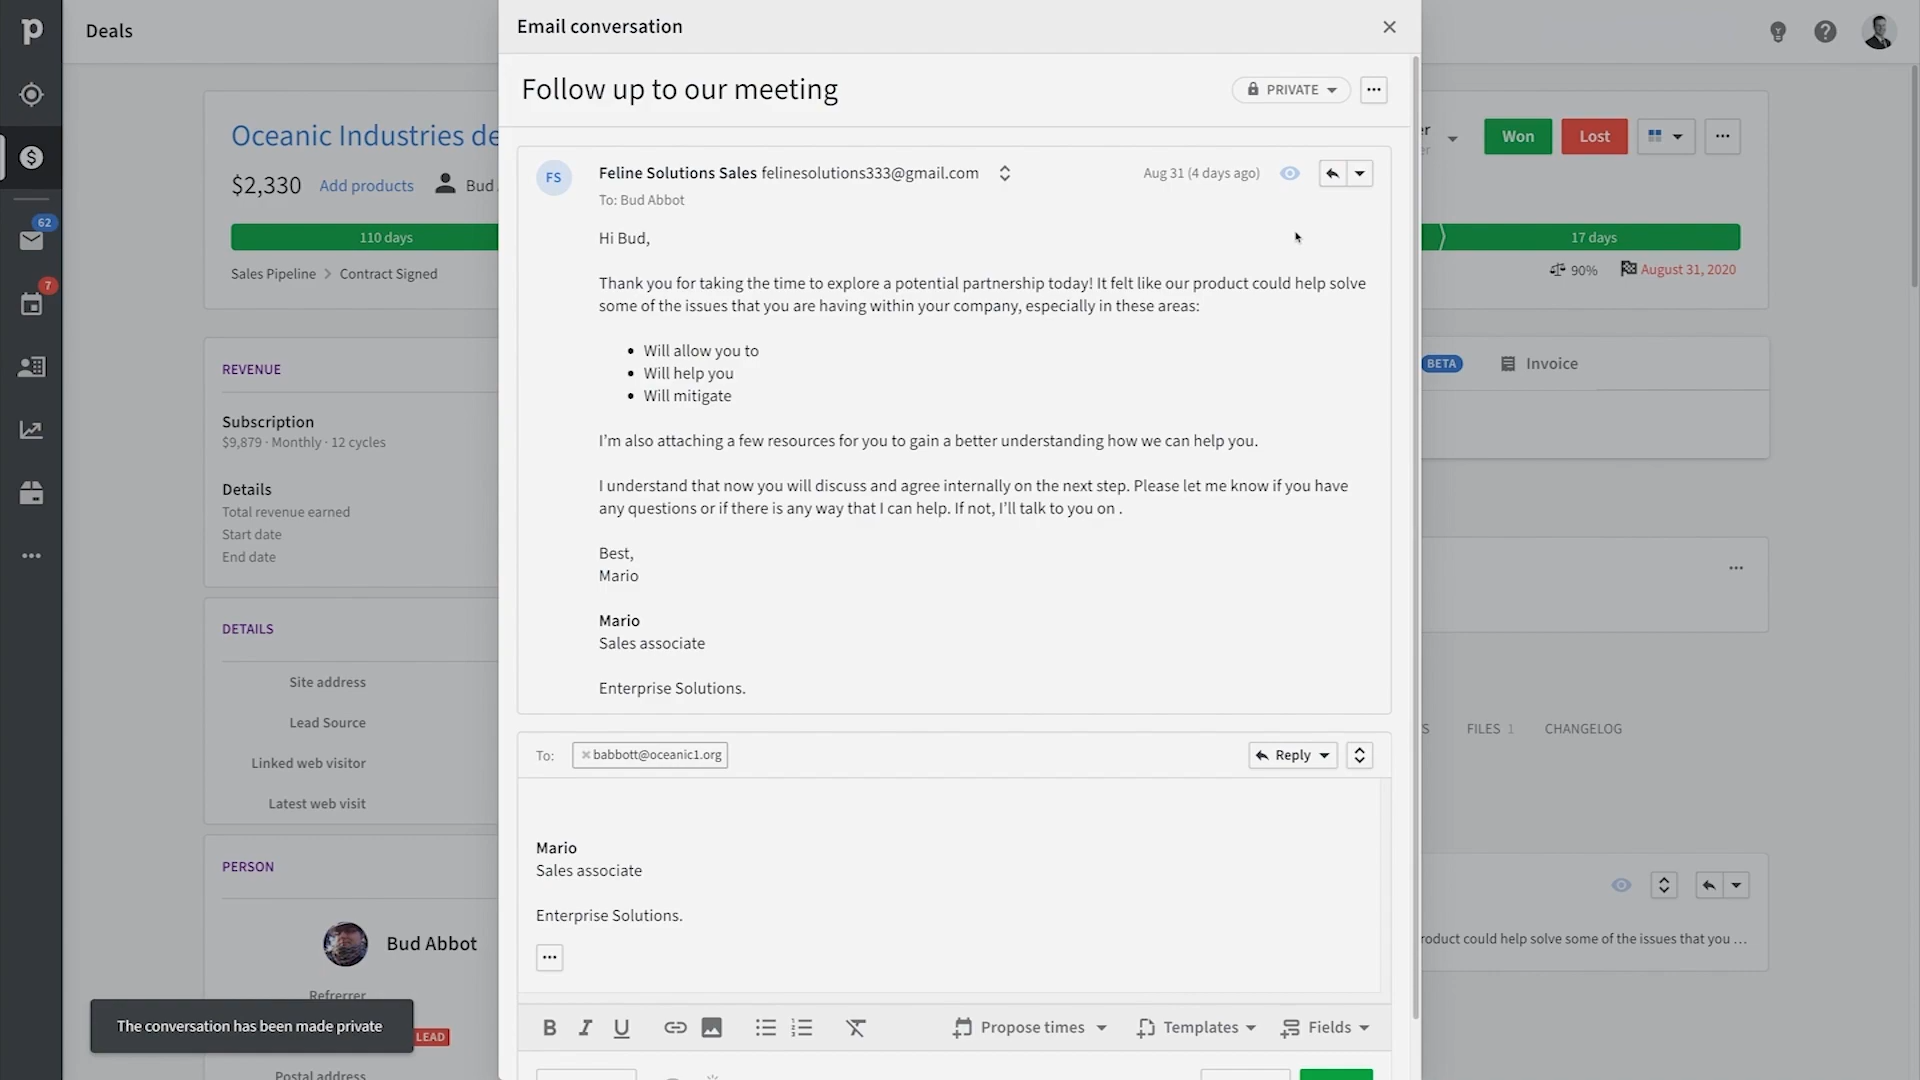 Deals
Email conversation
Follow up to our meeting
PRIVATE
Oceanic Industries de
$2,330 Add products Bud
Won Lost
62
7
110 days
17 days
Sales Pipeline Contract Signed
90% August 31, 2020
FS
Feline Solutions Sales felinesolutions333@gmail.com
Aug 31 (4 days ago)
To: Bud Abbot
Hi Bud,
Thank you for taking the time to explore a potential partnership today! It felt like our product could help solve
some of the issues that you are having within your company, especially in these areas:
• Will allow you to
• Will help you
• Will mitigate
I'm also attaching a few resources for you to gain a better understanding how we can help you.
I understand that now you will discuss and agree internally on the next step. Please let me know if you have
any questions or if there is any way that I can help. If not, I'll talk to you on .
Best,
Mario
Mario
Sales associate
Enterprise Solutions.
BETA Invoice
REVENUE
Subscription
$9,879 · Monthly · 12 cycles
Details
Total revenue earned
Start date
End date
DETAILS
Site address
Lead Source
Linked web visitor
Latest web visit
S FILES 1 CHANGELOG
To: babbott@oceanic1.org Reply
Mario
Sales associate
Enterprise Solutions.
PERSON
Bud Abbot
Referrer
LEAD
Postal address
roduct could help solve some of the issues that you ...
The conversation has been made private
B I U Propose times Templates Fields